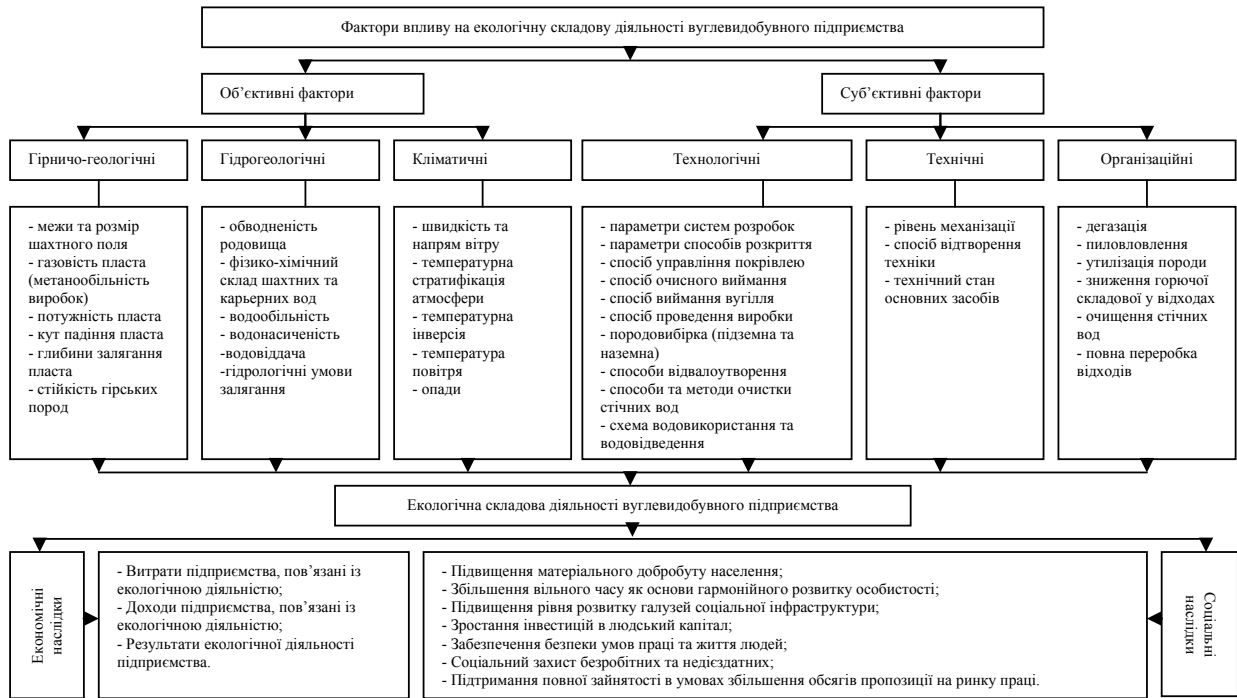 Фактори впливу на екологічну складову діяльності вуглевидобувного підприємства
Об’єктивні фактори
Суб’єктивні фактори
Гірничо-геологічні
Гідрогеологічні
Кліматичні
Технологічні
Технічні
Організаційні
- межи та розмір
шахтного поля
- газовість пласта
(метанообільність
виробок)
- потужність пласта
- кут падіння пласта
- глибини залягання
пласта
- стійкість гірських
пород
- обводненість
родовища
- фізико-хімічний
склад шахтних та
карьерних вод
- водообільність
- водонасиченість
-водовіддача
-гідрологічні умови
залягання
- швидкість та
напрям вітру
- температурна
стратифікація
атмосфери
- температурна
інверсія
- температура
повітря
- опади
- параметри систем розробок
- параметри способів розкриття
- спосіб управління покрівлею
- спосіб очисного виймання
- спосіб виймання вугілля
- спосіб проведення виробки
- породовибірка (підземна та
наземна)
- способи відвалоутворення
- способи та методи очистки
стічних вод
- схема водовикористання та
водовідведення
- рівень механізації
- спосіб відтворення
техніки
- технічний стан
основних засобів
- дегазація
- пиловловлення
- утилізація породи
- зниження горючої
складової у відходах
- очищення стічних
вод
- повна переробка
відходів
Екологічна складова діяльності вуглевидобувного підприємства
Економічні
наслідки
- Витрати підприємства, пов’язані із
екологічною діяльністю;
- Доходи підприємства, пов’язані із
екологічною діяльністю;
- Результати екологічної діяльності
підприємства.
- Підвищення матеріального добробуту населення;
- Збільшення вільного часу як основи гармонійного розвитку особистості;
- Підвищення рівня розвитку галузей соціальної інфраструктури;
- Зростання інвестицій в людський капітал;
- Забезпечення безпеки умов праці та життя людей;
- Соціальний захист безробітних та недієздатних;
- Підтримання повної зайнятості в умовах збільшення обсягів пропозиції на ринку праці.
Соціальні
наслідки